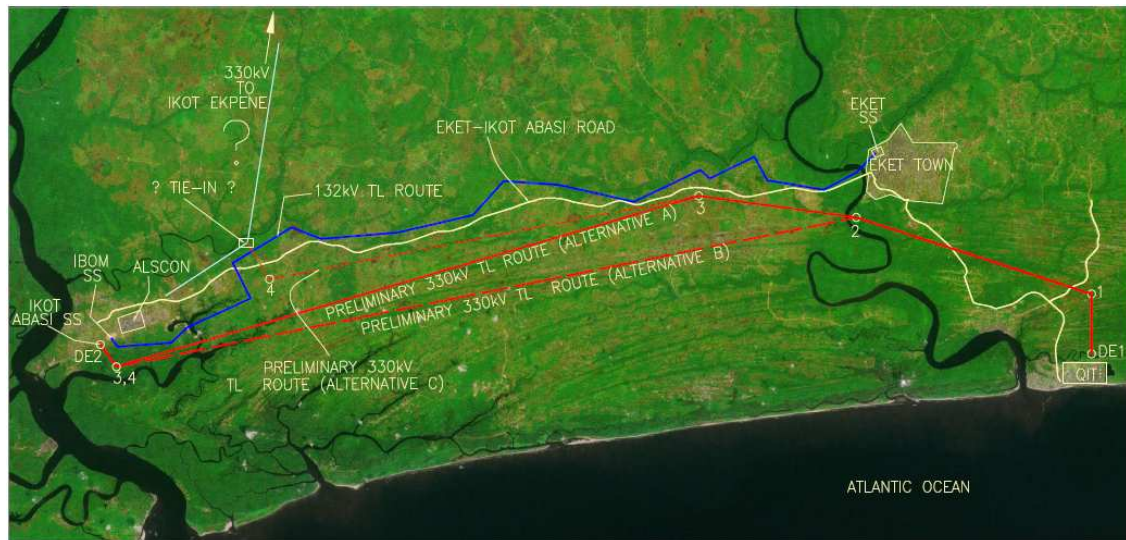 330kV
TO
IKOT EKPENE
?
? TIE-IN ?
132kV TL ROUTE
EKET-IKOT ABASI ROAD
EKET
SS
EKET TOWN
IBOM
SS
ALSCON
IKOT
ABASI SS
DE2
3,4
4
3
2
1
DE1
QIT
PRELIMINARY 330kV TL ROUTE (ALTERNATIVE A)
PRELIMINARY 330kV TL ROUTE (ALTERNATIVE B)
PRELIMINARY 330kV
TL ROUTE (ALTERNATIVE C)
ATLANTIC OCEAN